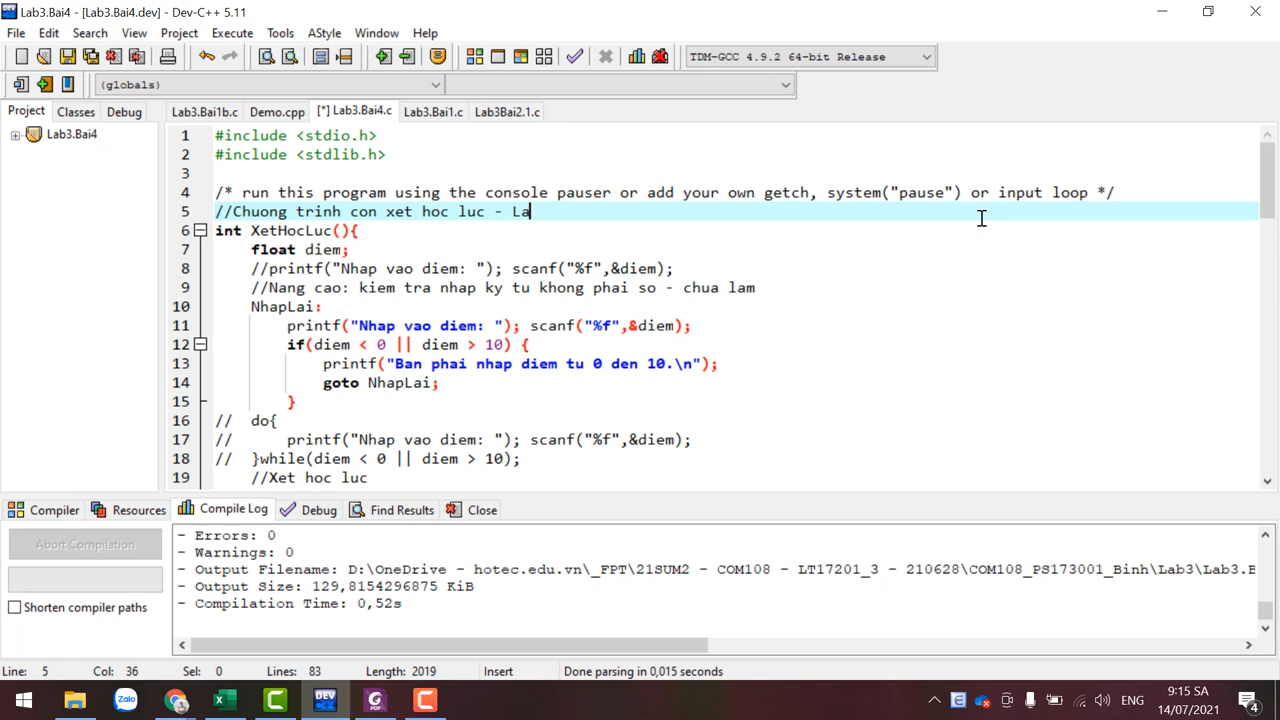 Lab3.Bai4 - [Lab3.Bai4.dev] - Dev-C++ 5.11
File Edit Search View Project Execute Tools AStyle Window Help
TDM-GCC 4.9.2 64-bit Release
(globals)
Project Classes Debug Lab3.Bai1b.c Demo.cpp [*] Lab3.Bai4.c Lab3.Bai1.c Lab3Bai2.1.c
Lab3.Bai4
1 #include <stdio.h>
2 #include <stdlib.h>
3
4 /* run this program using the console pauser or add your own getch, system("pause") or input loop */
5 //Chuong trinh con xet hoc luc - La
6 int XetHocLuc(){
7 float diem;
8 //printf("Nhap vao diem: "); scanf("%f",&diem);
9 //Nang cao: kiem tra nhap ky tu khong phai so - chua lam
10 NhapLai:
11 printf("Nhap vao diem: "); scanf("%f",&diem);
12 if(diem < 0 || diem > 10) {
13 printf("Ban phai nhap diem tu 0 den 10.\n");
14 goto NhapLai;
15 }
16 // do{
17 // printf("Nhap vao diem: "); scanf("%f",&diem);
18 // }while(diem < 0 || diem > 10);
19 //Xet hoc luc
Compiler Resources Compile Log Debug Find Results Close
Abort Compilation
Shorten compiler paths
- Errors: 0
- Warnings: 0
- Output Filename: D:\OneDrive - hotec.edu.vn\_FPT\21SUM2 - COM108 - LT17201_3 - 210628\COM108_PS173001_Binh\Lab3\Lab3.B
- Output Size: 129,8154296875 KiB
- Compilation Time: 0,52s
Line: 5 Col: 36 Sel: 0 Lines: 83 Length: 2019 Insert Done parsing in 0,015 seconds
Zalo DEV PDF ENG 9:15 SA
14/07/2021 4